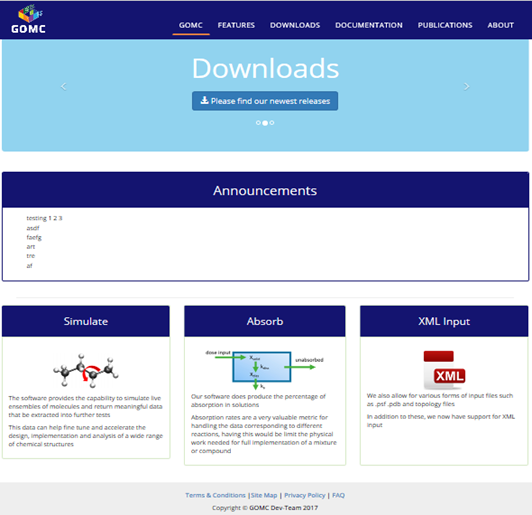 GOMC
GOMC FEATURES DOWNLOADS DOCUMENTATION PUBLICATIONS ABOUT
Downloads
Please find our newest releases
Announcements
testing 1 2 3
asdf
faefg
art
tre
af
Simulate
The software provides the capability to simulate live
ensembles of molecules and return meaningful data
that be extracted into further tests
This data can help fine tune and accelerate the
design, implementation and analysis of a wide range
of chemical structures
Absorb
dose input
unabsorbed
Our software does produce the percentage of
absorption in solutions
Absorption rates are a very valuable metric for
handling the data corresponding to different
reactions, having this would be limit the physical
work needed for full implementation of a mixture
or compound
XML Input
XML
We also allow for various forms of input files such
as .psf .pdb and topology files
In addition to these, we now have support for XML
input
Terms & Conditions |Site Map | Privacy Policy | FAQ
Copyright © GOMC Dev-Team 2017